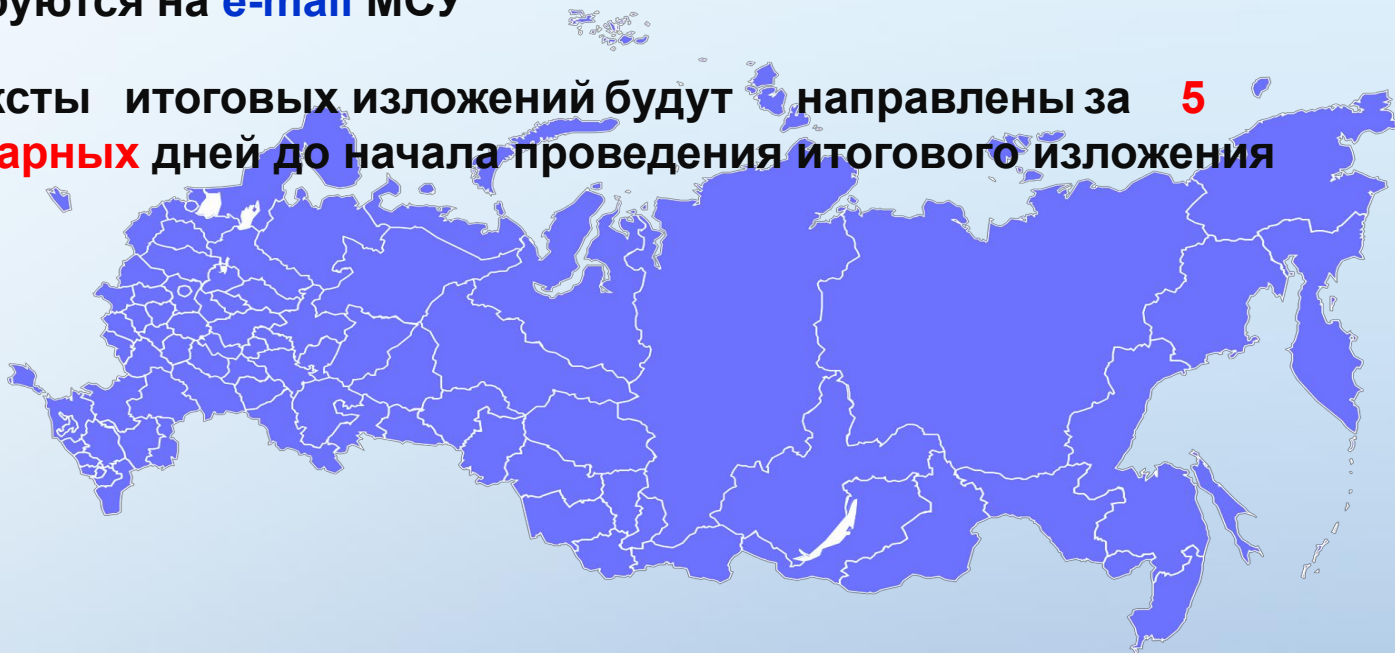 руются на e-mail МСУ
ксты итоговых изложений будут направлены за 5
арных дней до начала проведения итогового изложения